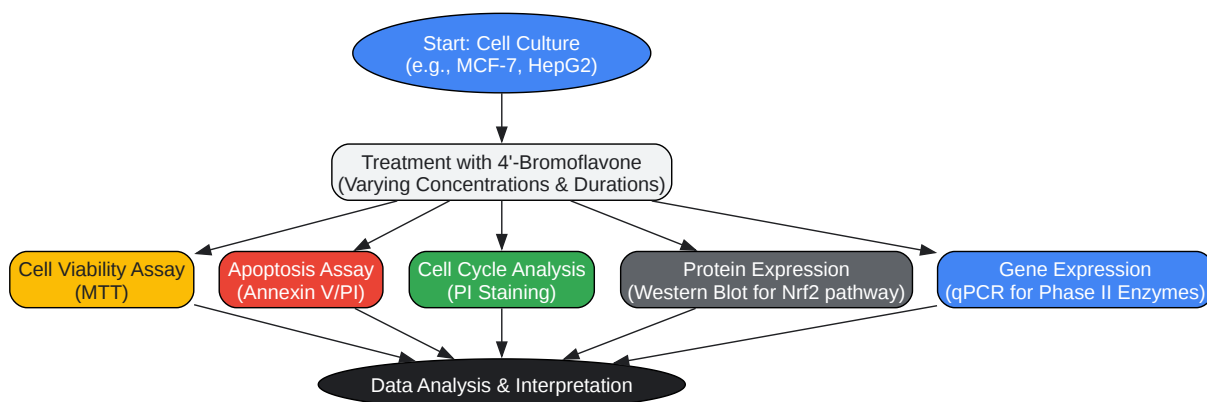 Start: Cell Culture
(e.g., MCF-7, HepG2)
Treatment with 4'-Bromoflavone
(Varying Concentrations & Durations)
Cell Viability Assay
(MTT)
Apoptosis Assay
(Annexin V/PI)
Cell Cycle Analysis
(PI Staining)
Protein Expression
(Western Blot for Nrf2 pathway)
Gene Expression
(qPCR for Phase II Enzymes)
Data Analysis & Interpretation